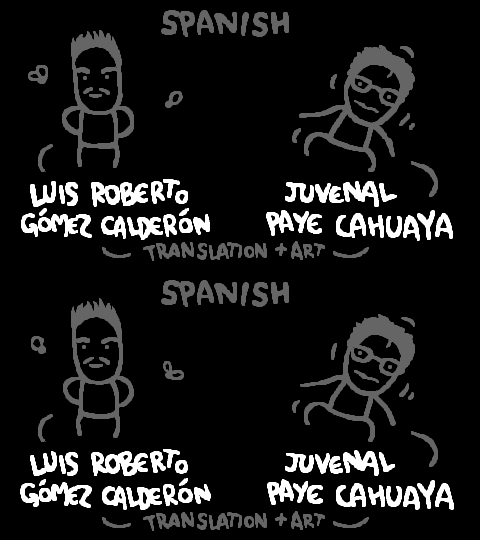 SPANISH
LUIS ROBERTO
GÓMEZ CALDERÓN
JUVENAL
PAYE CAHUAYA
TRANSLATION + ART
SPANISH
LUIS ROBERTO
GÓMEZ CALDERÓN
JUVENAL
PAYE CAHUAYA
TRANSLATION + ART